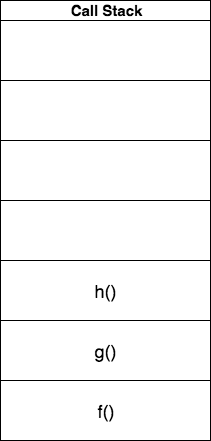 Call Stack
h()
g()
f()